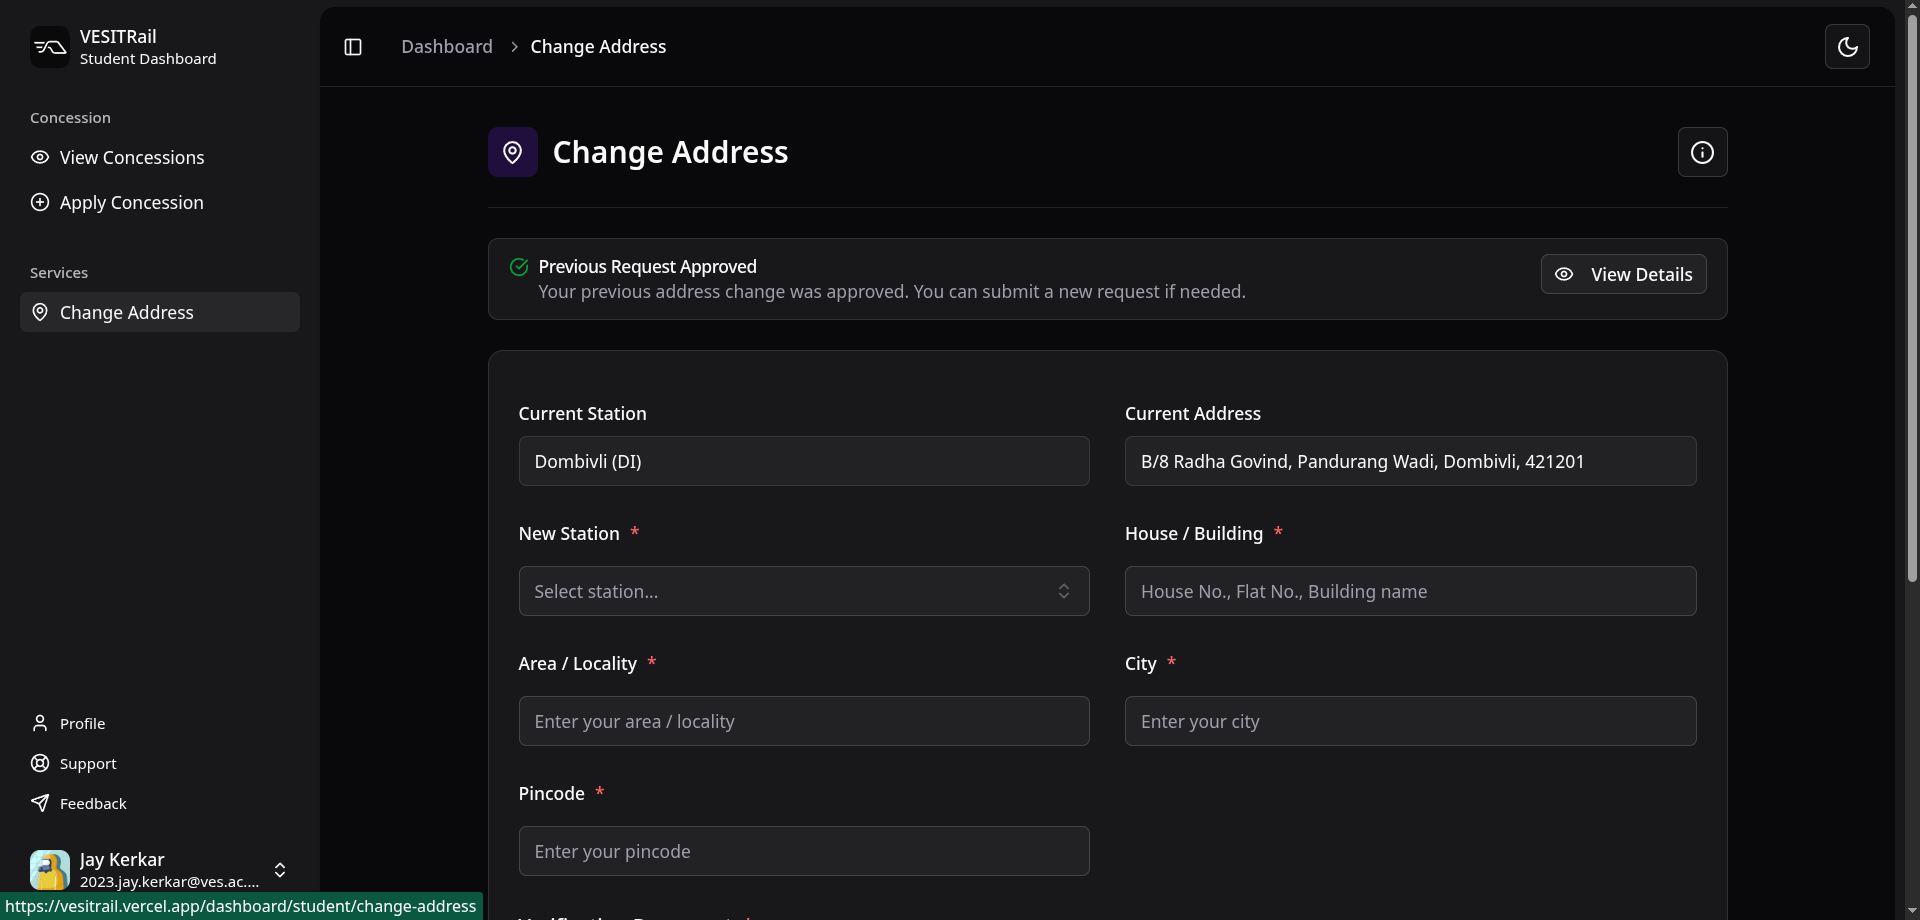 VESITRail
Student Dashboard
Concession
View Concessions
Apply Concession
Services
Change Address
Profile
Support
Feedback
Jay Kerkar
2023.jay.kerkar@ves.ac....
https://vesitrail.vercel.app/dashboard/student/change-address
Dashboard > Change Address
Change Address
Previous Request Approved
Your previous address change was approved. You can submit a new request if needed.
View Details
Current Station
Dombivli (DI)
Current Address
B/8 Radha Govind, Pandurang Wadi, Dombivli, 421201
New Station *
Select station...
House / Building *
House No., Flat No., Building name
Area / Locality *
Enter your area / locality
City *
Enter your city
Pincode *
Enter your pincode